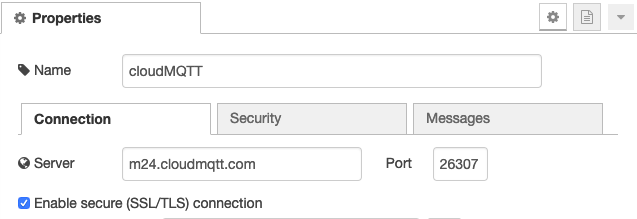 Properties
Name cloudMQTT
Connection Security Messages
Server m24.cloudmqtt.com Port 26307
Enable secure (SSL/TLS) connection